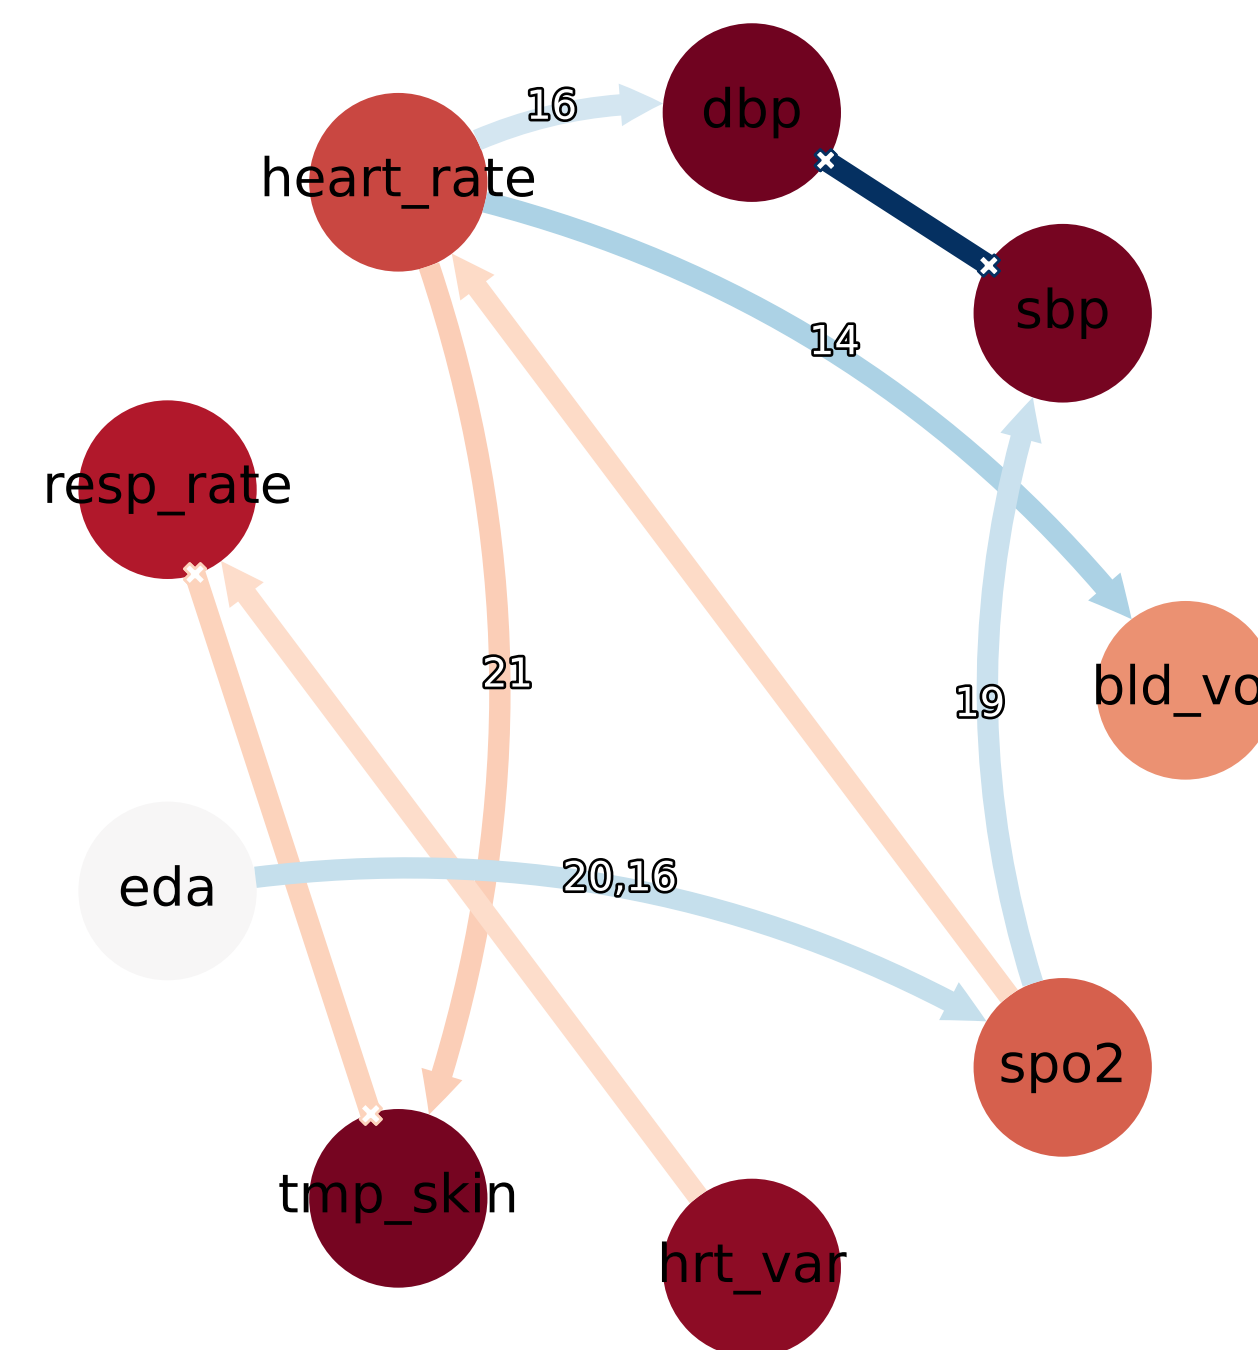 16
dbp
heart_rate
sbp
14
resp_rate
21
bld_vo
19
eda
20,16
spo2
tmp_skin
hrt_var